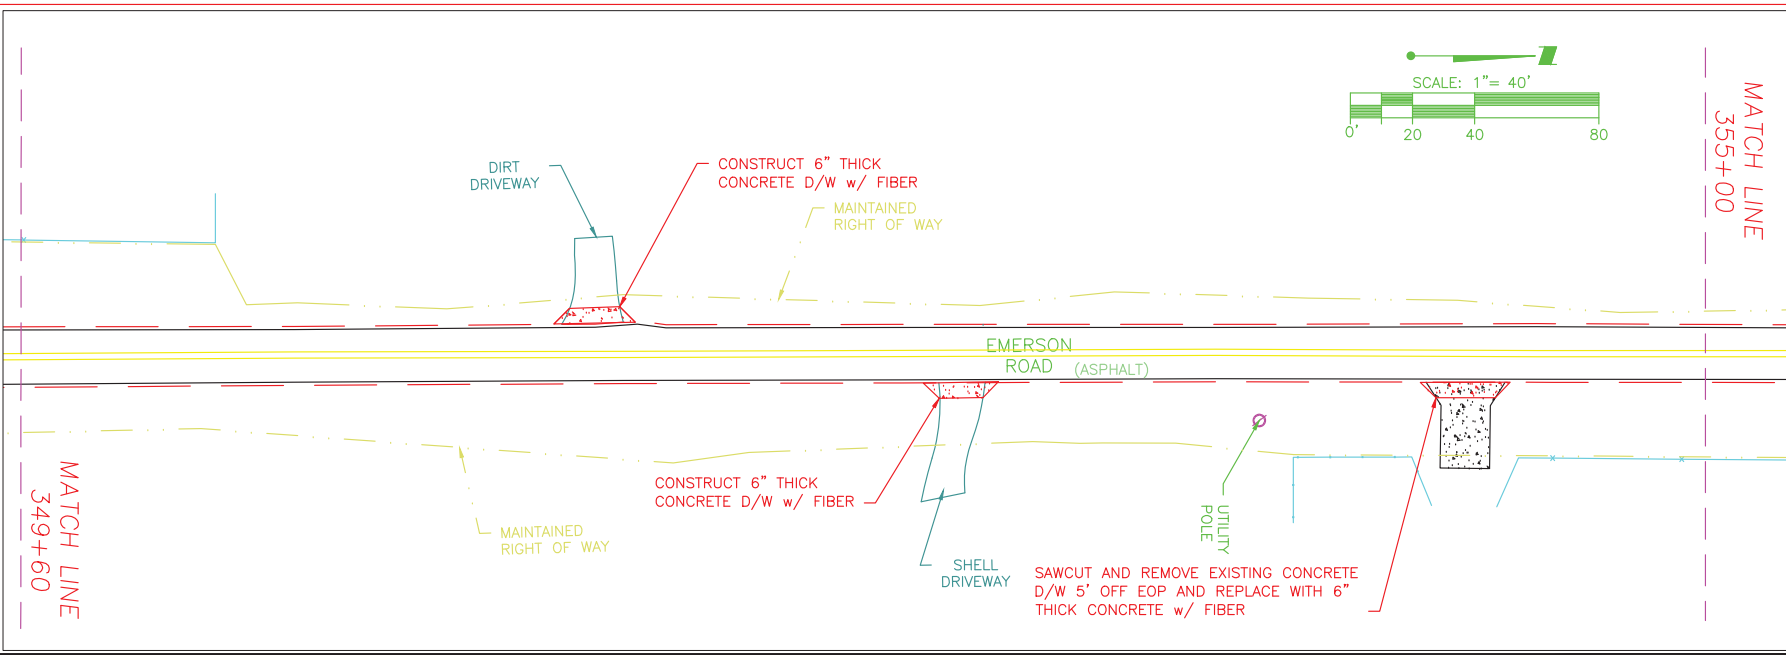 SCALE: 1"= 40'
0' 20 40 80
MATCH LINE
355+00
DIRT
DRIVEWAY
CONSTRUCT 6" THICK
CONCRETE D/W w/ FIBER
MAINTAINED
RIGHT OF WAY
EMERSON
ROAD (ASPHALT)
CONSTRUCT 6" THICK
CONCRETE D/W w/ FIBER
MATCH LINE
349+60
MAINTAINED
RIGHT OF WAY
UTILITY
POLE
SHELL
DRIVEWAY
SAWCUT AND REMOVE EXISTING CONCRETE
D/W 5' OFF EOP AND REPLACE WITH 6"
THICK CONCRETE w/ FIBER